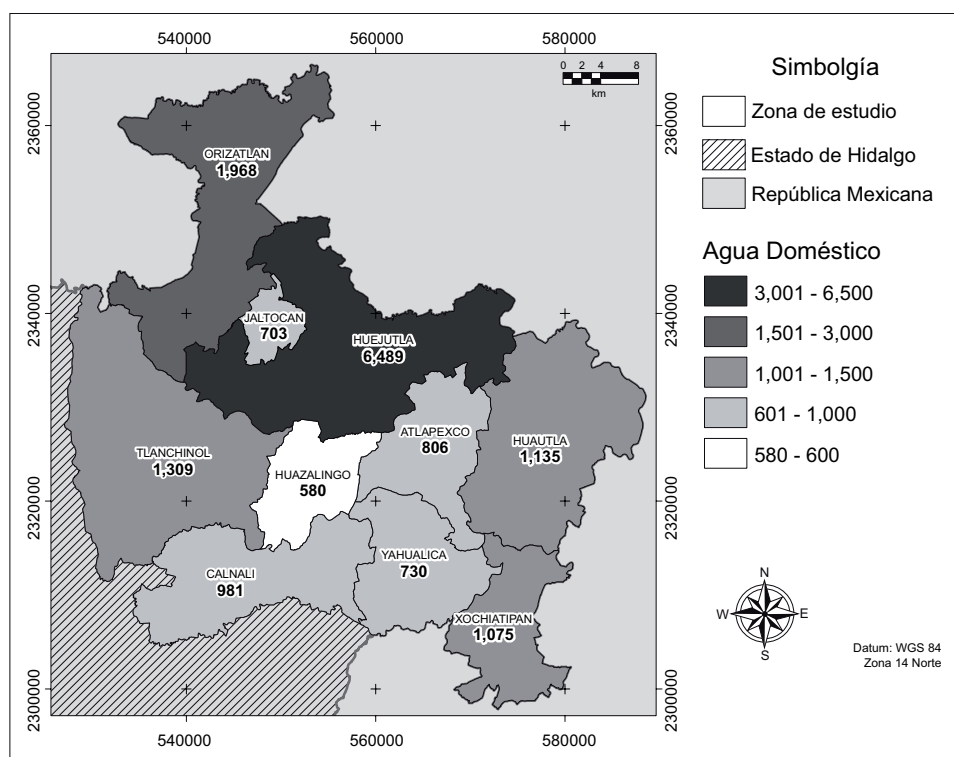 540000 560000 580000
0 2 4 8
km
Simbolgía
Zona de estudio
Estado de Hidalgo
República Mexicana
Agua Doméstico
3,001 - 6,500
1,501 - 3,000
1,001 - 1,500
601 - 1,000
580 - 600
2360000 2360000
ORIZATLAN
1,968
2340000 2340000
JALTOCAN
703
HUEJUTLA
6,489
ATLAPEXCO
806
HUAUTLA
1,135
TLANCHINOL
1,309
HUAZALINGO
580
2320000 2320000
YAHUALICA
730
CALNALI
981
XOCHIATIPAN
1,075
2300000 2300000
N
W E
S
Datum: WGS 84
Zona 14 Norte
540000 560000 580000